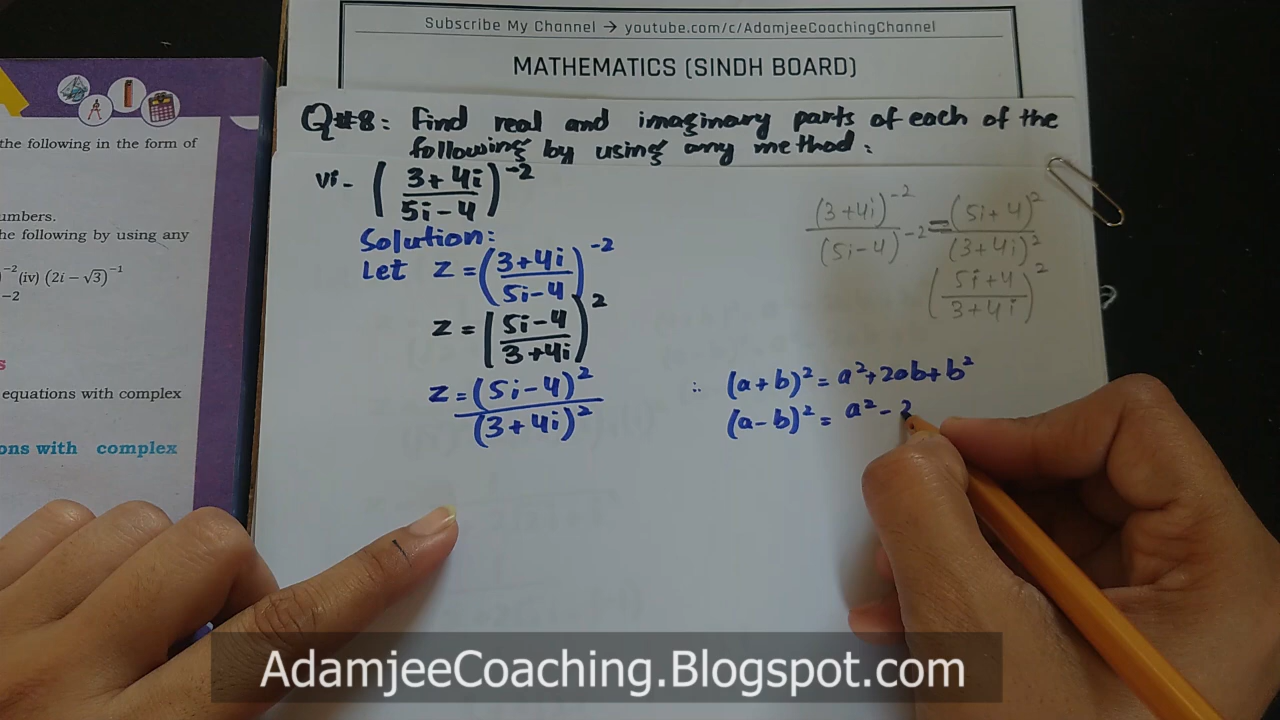 Subscribe My Channel → youtube.com/c/AdamjeeCoachingChannel
MATHEMATICS (SINDH BOARD)
Q#8: Find real and imaginary parts of each of the
following by using any method:
vi- ((3+4i)/(5i-4))^-2
Solution:
Let z = ((3+4i)/(5i-4))^-2
z = ((5i-4)/(3+4i))^2
z = (5i-4)^2/(3+4i)^2
(3+4i)^-2/(5i-4)^-2 = (5i+4)^2/(3+4i)^2
((5i+4)/(3+4i))^2
∴ (a+b)² = a²+2ab+b²
(a-b)² = a² - 2
the following in the form of
umbers.
he following by using any
)^-2 (iv) (2i − √3)^-1
−2
s
equations with complex
ons with complex
AdamjeeCoaching.Blogspot.com